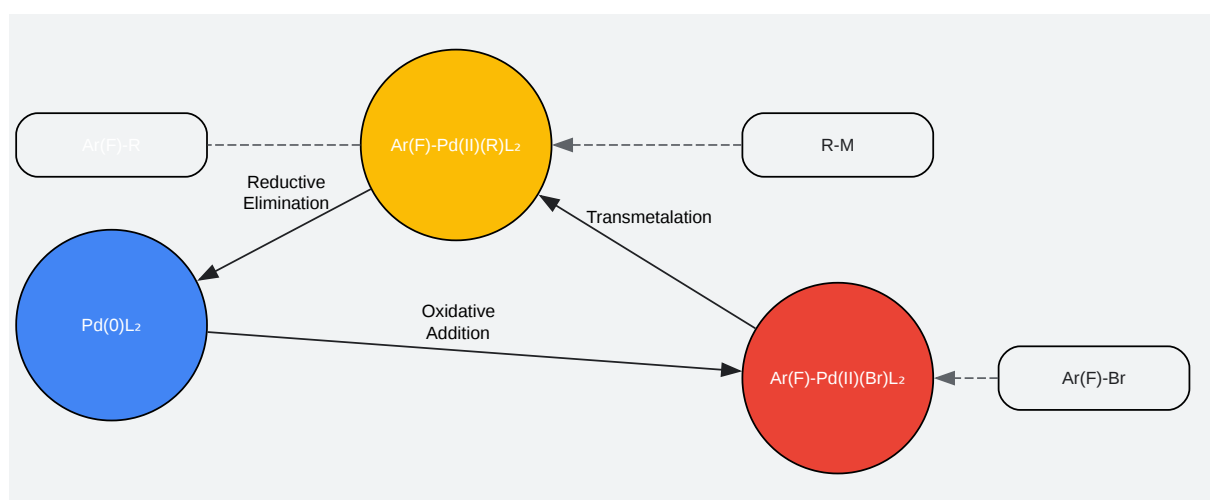 Ar(F)-R
Ar(F)-Pd(II)(R)L₂
R-M
Reductive
Elimination
Transmetalation
Pd(0)L₂
Oxidative
Addition
Ar(F)-Pd(II)(Br)L₂
Ar(F)-Br